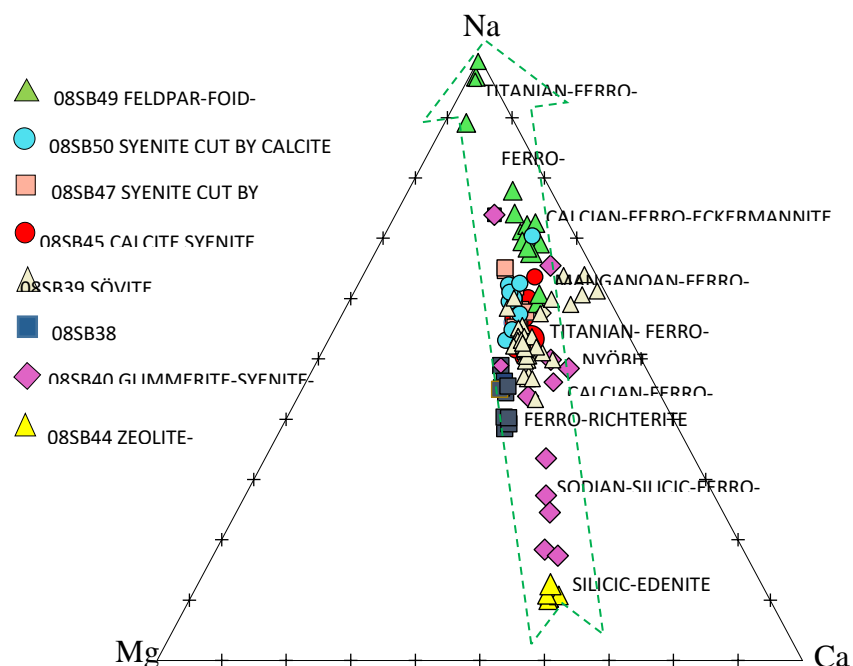 Na
08SB49 FELDPAR-FOID-
08SB50 SYENITE CUT BY CALCITE
08SB47 SYENITE CUT BY
08SB45 CALCITE SYENITE
08SB39 SÖVITE
08SB38
08SB40 GLIMMERITE-SYENITE-
08SB44 ZEOLITE-
TITANIAN-FERRO-
FERRO-
CALCIAN-FERRO-ECKERMANNITE
MANGANOAN-FERRO-
TITANIAN- FERRO-
NYÖBIT
CALCIAN-FERRO-
FERRO-RICHTERITE
SODIAN-SILICIC-FERRO-
SILICIC-EDENITE
Mg
Ca